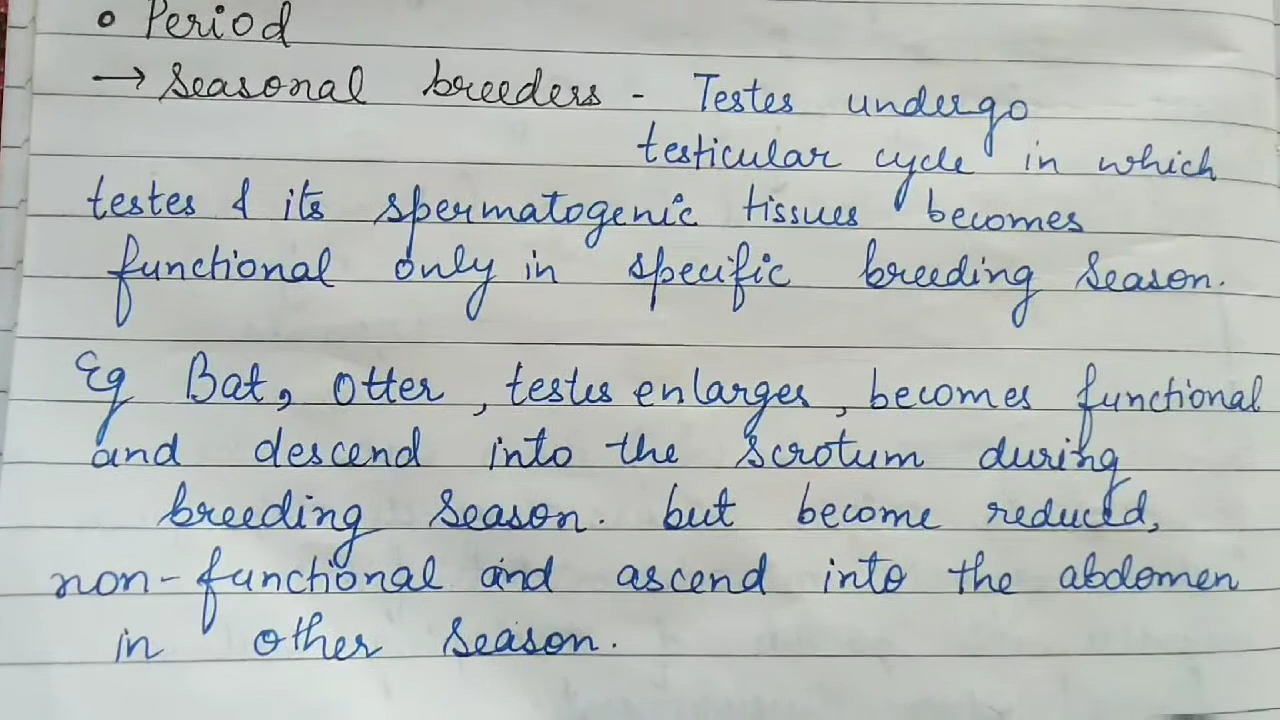 • Period
→ Seasonal breeders - Testes undergo
testicular cycle in which
testes & its spermatogenic tissues becomes
functional only in specific breeding season.
Eg Bat, Otter, testes enlarges, becomes functional
and descend into the scrotum during
breeding season. but become reduced,
non-functional and ascend into the abdomen
in other season.